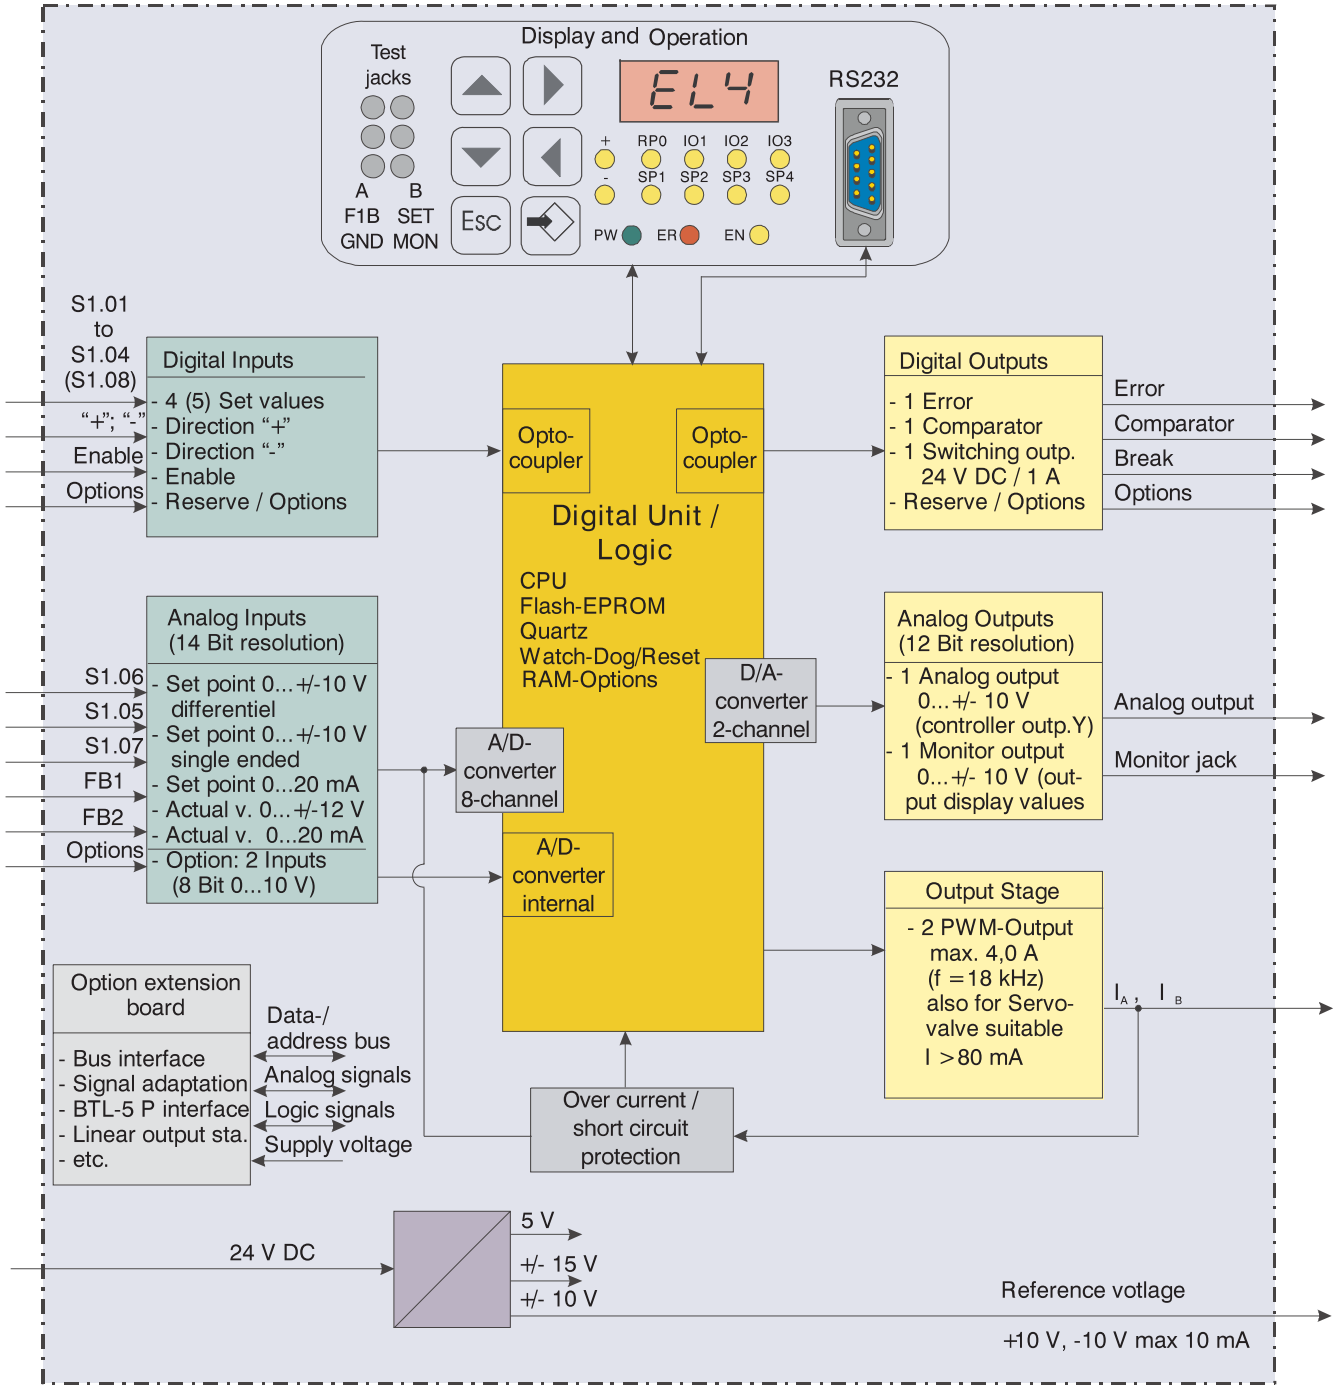 Display and Operation
Test
jacks
EL4
RS232
+ RP0 IO1 IO2 IO3
- SP1 SP2 SP3 SP4
A B
F1B SET
GND MON
ESC
PW ER EN
S1.01
to
S1.04
(S1.08)
"+"; "-"
Enable
Options
Digital Inputs
- 4 (5) Set values
- Direction "+"
- Direction "-"
- Enable
- Reserve / Options
Opto-
coupler
Opto-
coupler
Digital Unit /
Logic
CPU
Flash-EPROM
Quartz
Watch-Dog/Reset
RAM-Options
Digital Outputs
- 1 Error
- 1 Comparator
- 1 Switching outp.
24 V DC / 1 A
- Reserve / Options
Error
Comparator
Break
Options
S1.06
S1.05
S1.07
FB1
FB2
Options
Analog Inputs
(14 Bit resolution)
- Set point 0...+/-10 V
differentiel
- Set point 0...+/-10 V
single ended
- Set point 0...20 mA
- Actual v. 0...+/-12 V
- Actual v. 0...20 mA
- Option: 2 Inputs
(8 Bit 0...10 V)
A/D-
converter
8-channel
A/D-
converter
internal
D/A-
converter
2-channel
Analog Outputs
(12 Bit resolution)
- 1 Analog output
0...+/- 10 V
(controller outp.Y)
- 1 Monitor output
0...+/- 10 V (out-
put display values
Analog output
Monitor jack
Output Stage
- 2 PWM-Output
max. 4,0 A
(f =18 kHz)
also for Servo-
valve suitable
I >80 mA
IA, IB
Option extension
board
- Bus interface
- Signal adaptation
- BTL-5 P interface
- Linear output sta.
- etc.
Data-/
address bus
Analog signals
Logic signals
Supply voltage
Over current /
short circuit
protection
24 V DC
5 V
+/- 15 V
+/- 10 V
Reference votlage
+10 V, -10 V max 10 mA